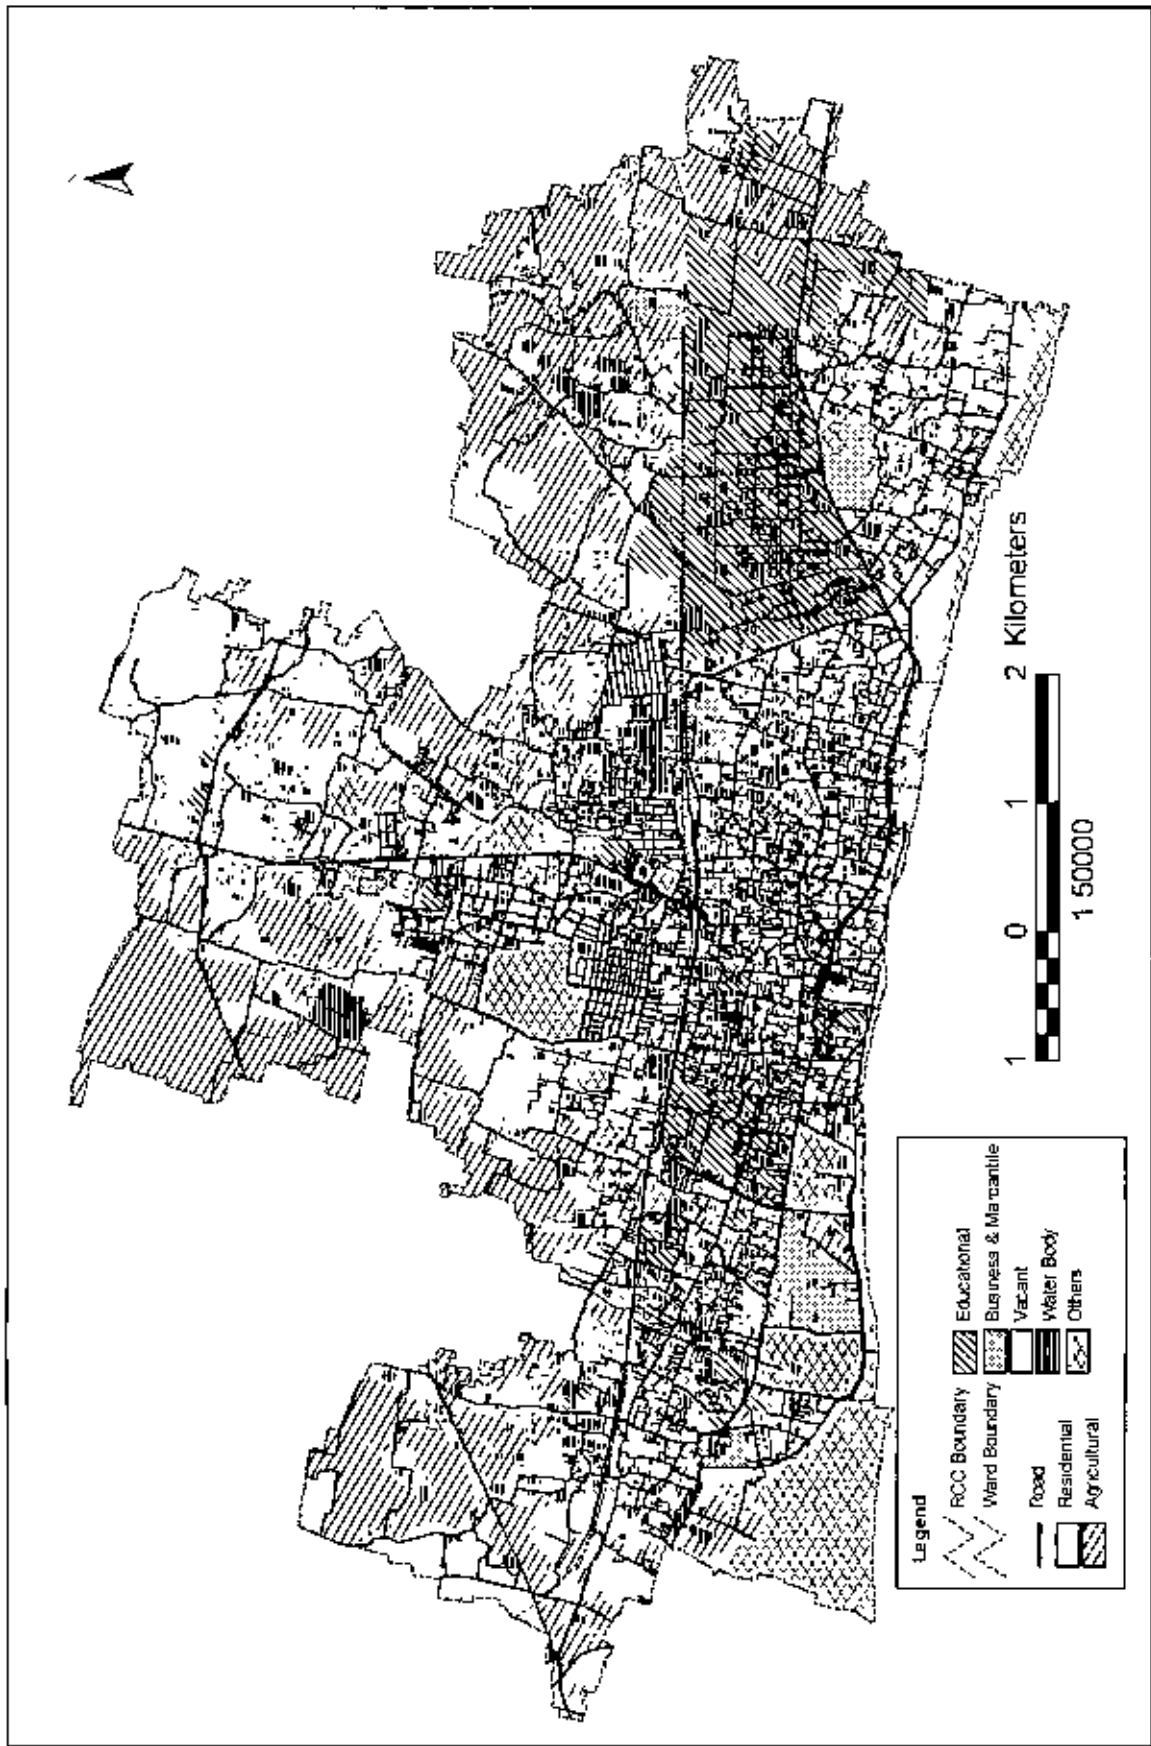 1 0 1 2 Kilometers
1 50000
Legend
RCC Boundary
Ward Boundary
Road
Residential
Agricultural
Educational
Business & Marcantile
Vacant
Water Body
Others